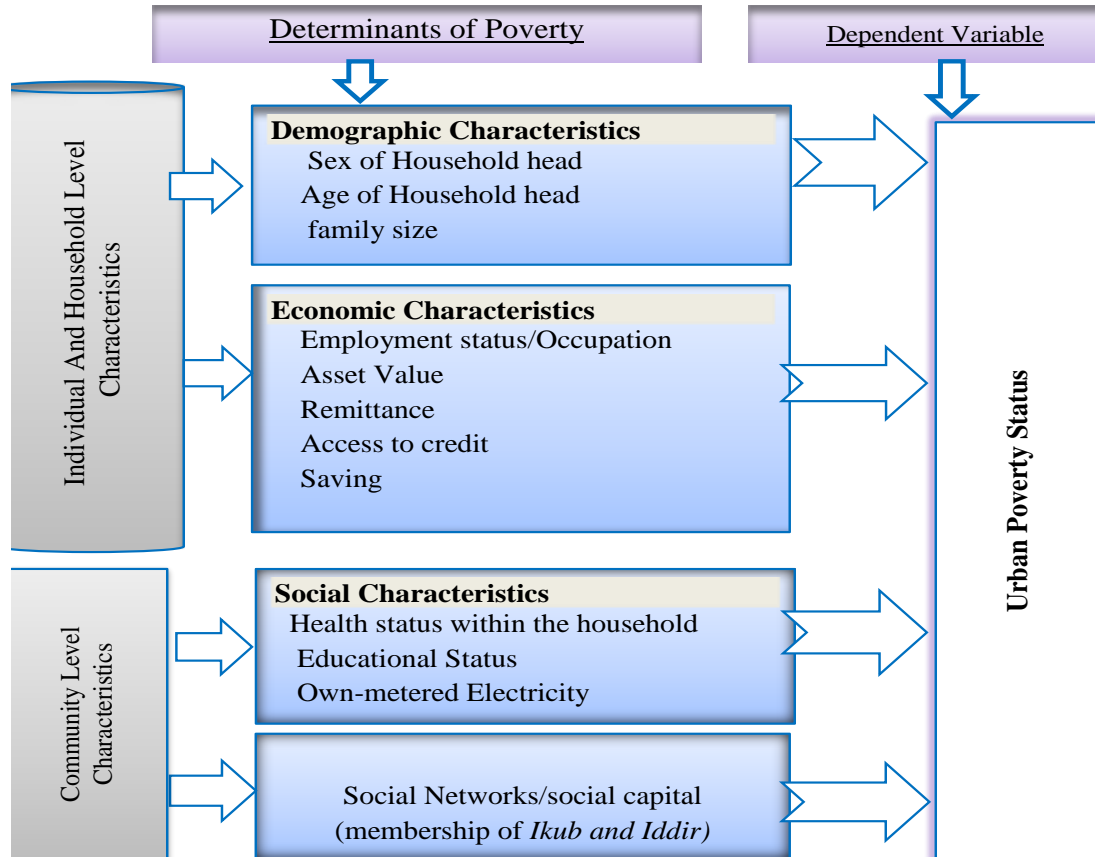 Determinants of Poverty
Dependent Variable
Individual And Household Level
Characteristics
Demographic Characteristics
Sex of Household head
Age of Household head
family size
Economic Characteristics
Employment status/Occupation
Asset Value
Remittance
Access to credit
Saving
Community Level
Characteristics
Social Characteristics
Health status within the household
Educational Status
Own-metered Electricity
Social Networks/social capital
(membership of Ikub and Iddir)
Urban Poverty Status